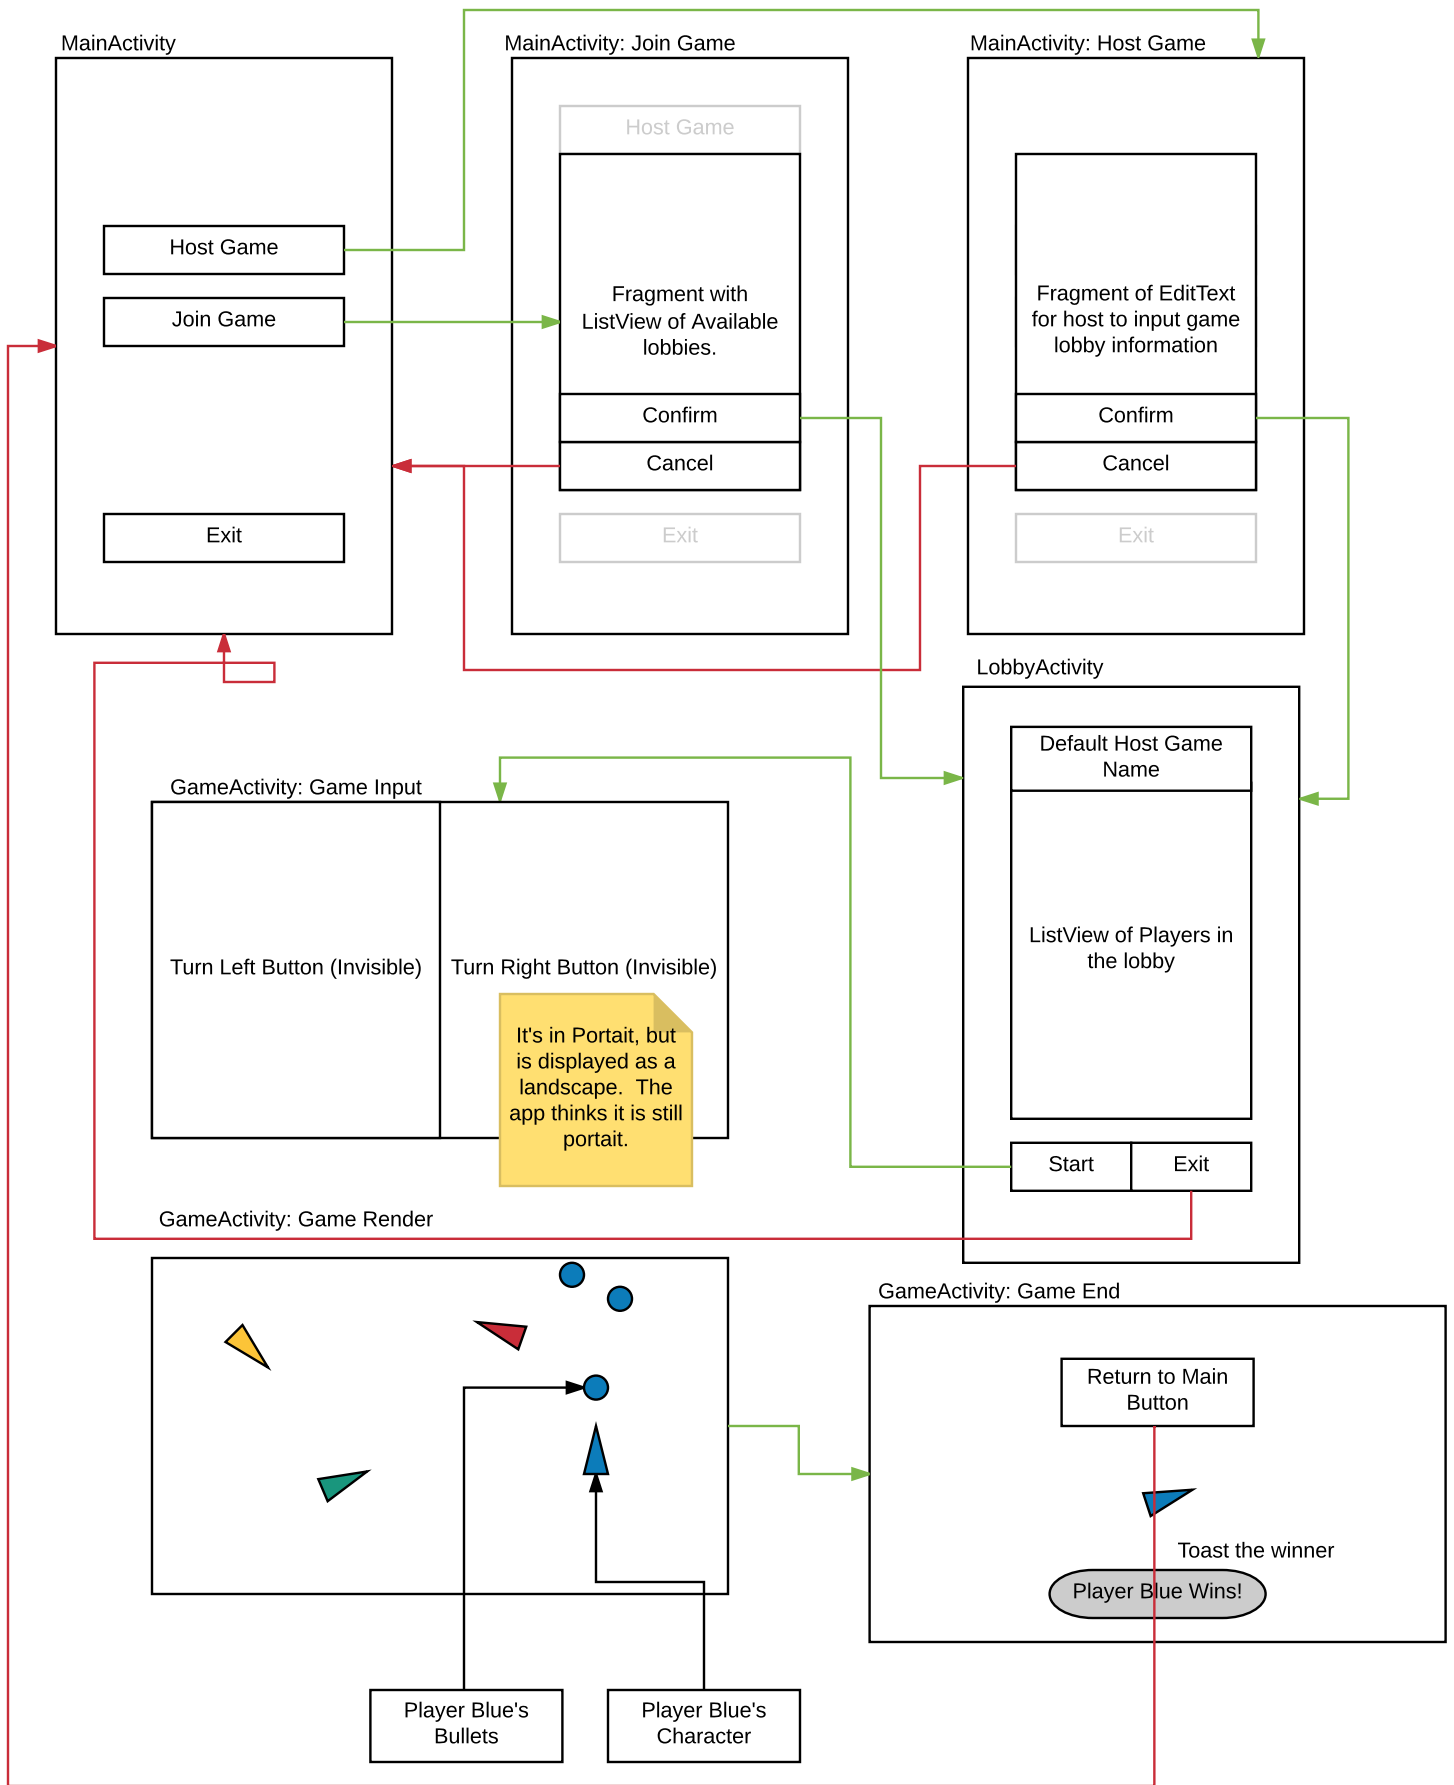 MainActivity
Host Game
Join Game
Exit
MainActivity: Join Game
Host Game
Fragment with
ListView of Available
lobbies.
Confirm
Cancel
Exit
MainActivity: Host Game
Fragment of EditText
for host to input game
lobby information
Confirm
Cancel
Exit
LobbyActivity
Default Host Game
Name
ListView of Players in
the lobby
Start
Exit
GameActivity: Game Input
Turn Left Button (Invisible)
Turn Right Button (Invisible)
It's in Portait, but
is displayed as a
landscape.  The
app thinks it is still
portait.
GameActivity: Game Render
Player Blue's
Bullets
Player Blue's
Character
GameActivity: Game End
Return to Main
Button
Toast the winner
Player Blue Wins!